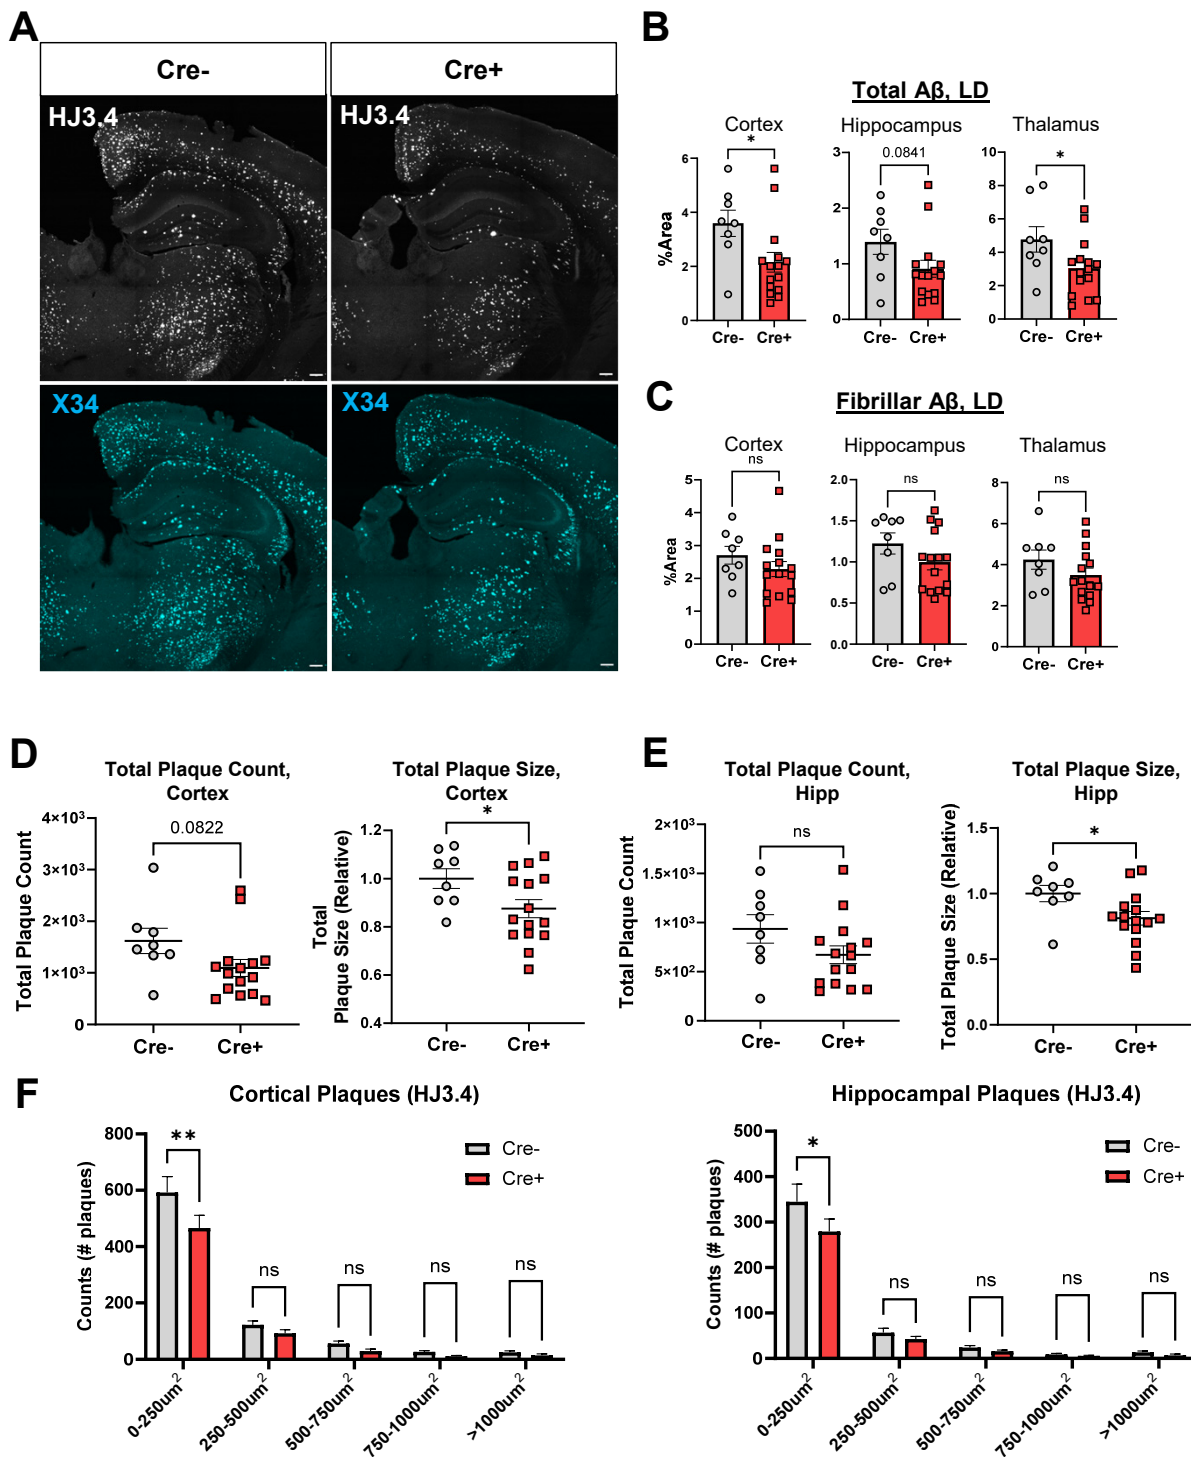 A
Cre-
Cre+
HJ3.4
HJ3.4
X34
X34
B
Total Aβ, LD
Cortex
Hippocampus
Thalamus
*
0.0841
*
%Area
6
4
2
0
3
2
1
0
10
8
6
4
2
0
Cre-
Cre+
Cre-
Cre+
Cre-
Cre+
C
Fibrillar Aβ, LD
Cortex
Hippocampus
Thalamus
ns
ns
ns
%Area
5
4
3
2
1
0
2.0
1.5
1.0
0.5
0.0
8
6
4
2
0
Cre-
Cre+
Cre-
Cre+
Cre-
Cre+
D
Total Plaque Count,
Cortex
0.0822
Total Plaque Count
4×10³
3×10³
2×10³
1×10³
0
Cre-
Cre+
Total Plaque Size,
Cortex
*
Total
Plaque Size (Relative)
1.2
1.0
0.8
0.6
0.4
Cre-
Cre+
E
Total Plaque Count,
Hipp
ns
Total Plaque Count
2×10³
1×10³
1×10³
5×10²
0
Cre-
Cre+
Total Plaque Size,
Hipp
*
Total Plaque Size (Relative)
1.5
1.0
0.5
0.0
Cre-
Cre+
F
Cortical Plaques (HJ3.4)
Counts (# plaques)
800
600
400
200
0
**
ns
ns
ns
ns
Cre-
Cre+
0-250um²
250-500um²
500-750um²
750-1000um²
>1000um²
Hippocampal Plaques (HJ3.4)
Counts (# plaques)
500
400
300
200
100
0
*
ns
ns
ns
ns
Cre-
Cre+
0-250um²
250-500um²
500-750um²
750-1000um²
>1000um²